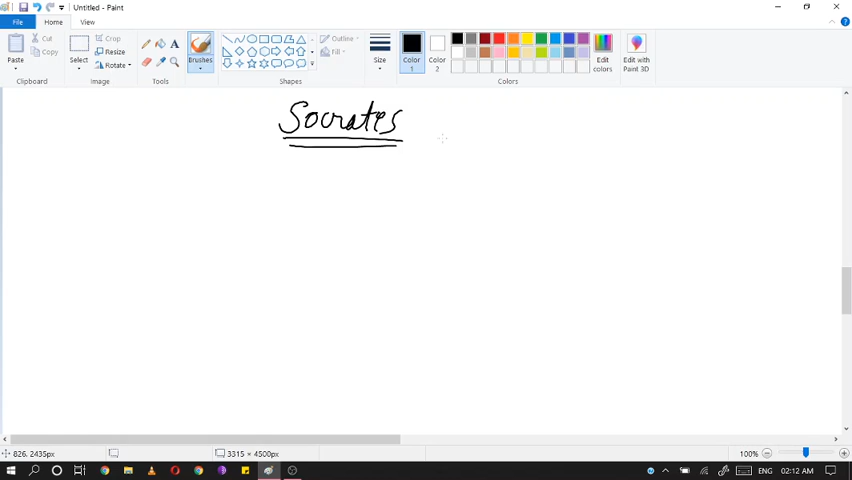 Untitled - Paint
File Home View
Paste
Cut
Copy
Clipboard
Select
Crop
Resize
Rotate
Image
A
Tools
Brushes
Outline
Fill
Shapes
Size
Color 1
Color 2
Edit colors
Colors
Edit with Paint 3D
Socrates
826, 2435px
3315 × 4500px
100%
ENG 02:12 AM